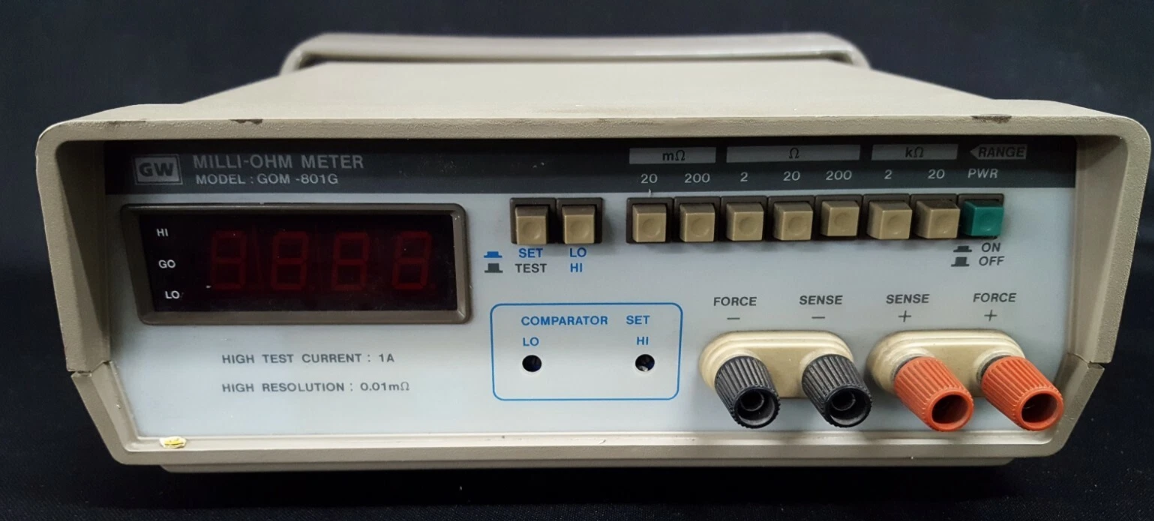 GW
MILLI-OHM METER
MODEL : GOM -801G
mΩ Ω kΩ RANGE
20 200 2 20 200 2 20 PWR
HI
GO
LO
SET LO
TEST HI
ON
OFF
COMPARATOR SET
LO HI
FORCE SENSE SENSE FORCE
− − + +
HIGH TEST CURRENT : 1A
HIGH RESOLUTION : 0.01mΩ